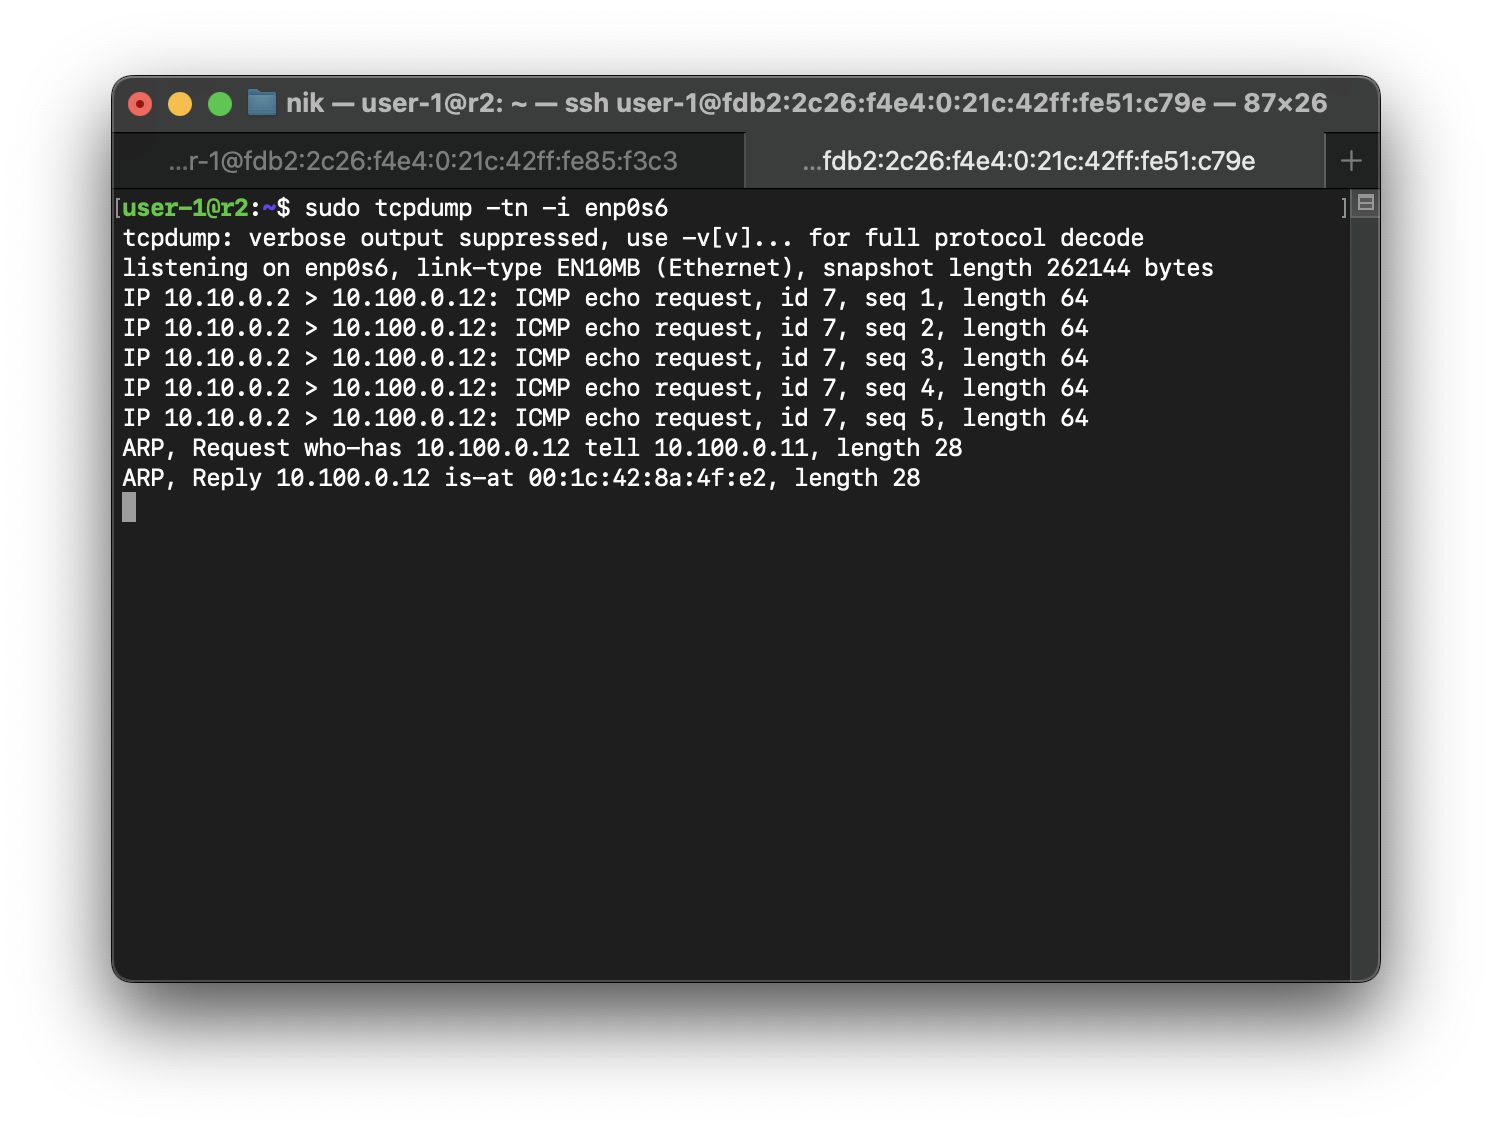 nik — user-1@r2: ~ — ssh user-1@fdb2:2c26:f4e4:0:21c:42ff:fe51:c79e — 87×26
...r-1@fdb2:2c26:f4e4:0:21c:42ff:fe85:f3c3
...fdb2:2c26:f4e4:0:21c:42ff:fe51:c79e
+
[user-1@r2:~$ sudo tcpdump -tn -i enp0s6 ]
tcpdump: verbose output suppressed, use -v[v]... for full protocol decode
listening on enp0s6, link-type EN10MB (Ethernet), snapshot length 262144 bytes
IP 10.10.0.2 > 10.100.0.12: ICMP echo request, id 7, seq 1, length 64
IP 10.10.0.2 > 10.100.0.12: ICMP echo request, id 7, seq 2, length 64
IP 10.10.0.2 > 10.100.0.12: ICMP echo request, id 7, seq 3, length 64
IP 10.10.0.2 > 10.100.0.12: ICMP echo request, id 7, seq 4, length 64
IP 10.10.0.2 > 10.100.0.12: ICMP echo request, id 7, seq 5, length 64
ARP, Request who-has 10.100.0.12 tell 10.100.0.11, length 28
ARP, Reply 10.100.0.12 is-at 00:1c:42:8a:4f:e2, length 28